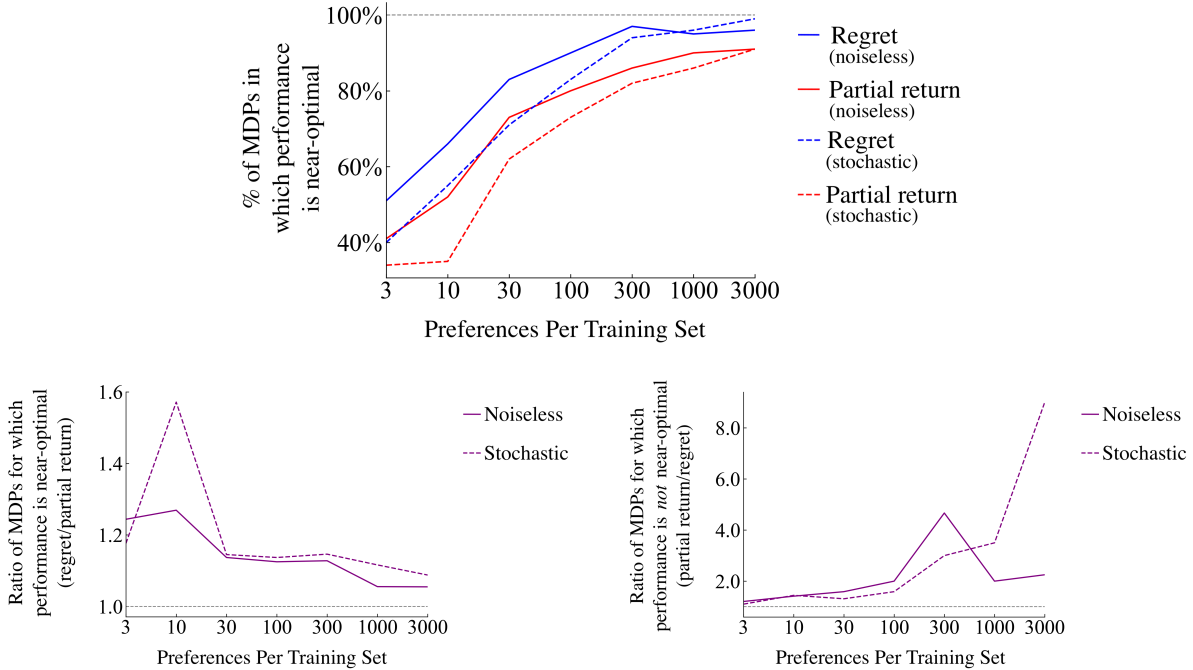 % of MDPs in
which performance
is near-optimal
100%
80%
60%
40%
3 10 30 100 300 1000 3000
Preferences Per Training Set
Regret
(noiseless)
Partial return
(noiseless)
Regret
(stochastic)
Partial return
(stochastic)
Ratio of MDPs for which
performance is near-optimal
(regret/partial return)
1.6
1.4
1.2
1.0
3 10 30 100 300 1000 3000
Preferences Per Training Set
Noiseless
Stochastic
Ratio of MDPs for which
performance is not near-optimal
(partial return/regret)
8.0
6.0
4.0
2.0
3 10 30 100 300 1000 3000
Preferences Per Training Set
Noiseless
Stochastic